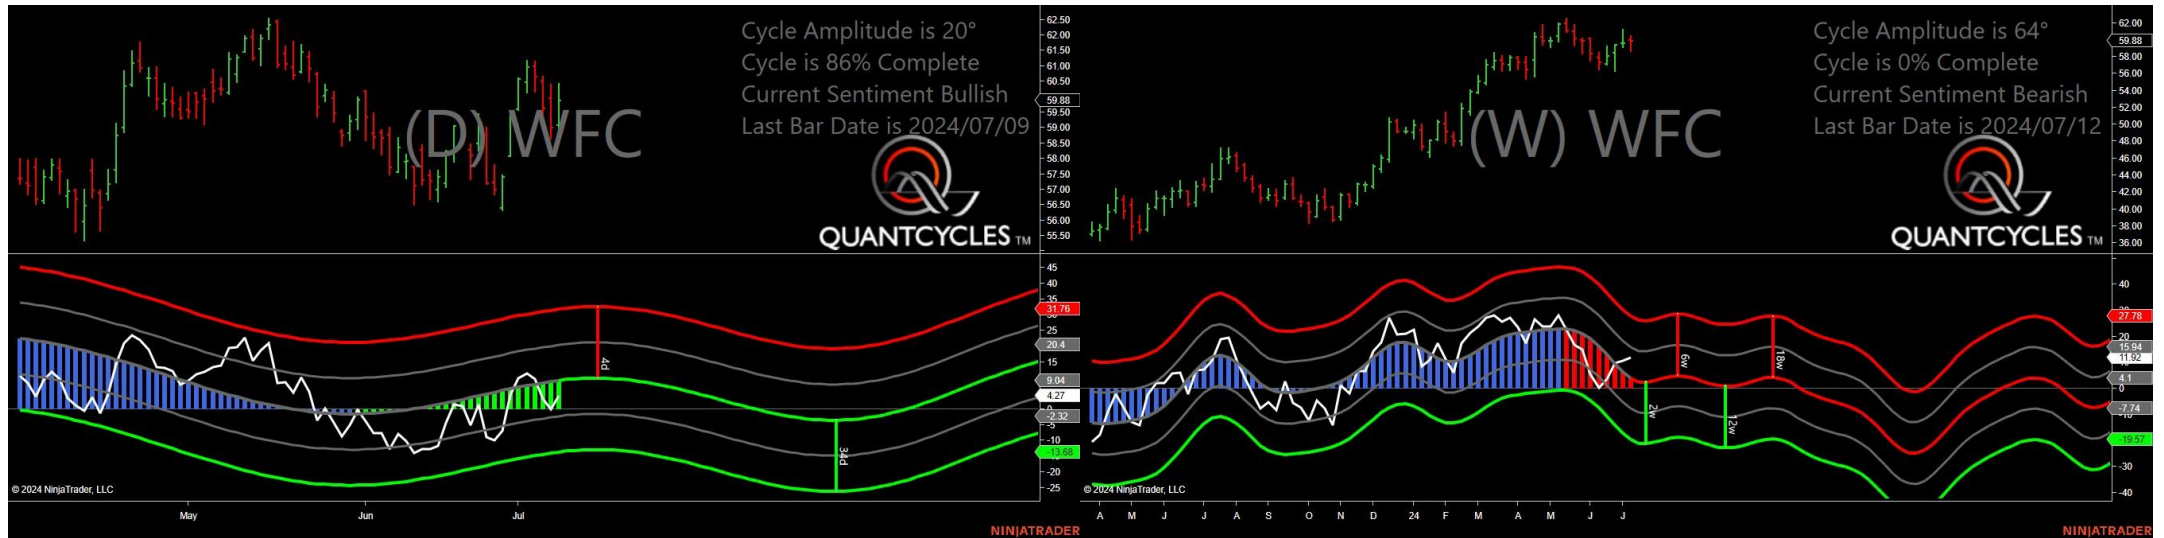 Cycle Amplitude is 20°
Cycle is 86% Complete
Current Sentiment Bullish
Last Bar Date is 2024/07/09
(D) WFC
QUANTCYCLES TM
62.50
62.00
61.50
61.00
60.50
59.88
59.50
59.00
58.50
58.00
57.50
57.00
56.50
56.00
55.50
45
40
35
31.76
25
20.4
15
9.04
4.27
-2.32
-5
-10
-13.68
-20
-25
4d
34d
© 2024 NinjaTrader, LLC
May
Jun
Jul
NINJATRADER
Cycle Amplitude is 64°
Cycle is 0% Complete
Current Sentiment Bearish
Last Bar Date is 2024/07/12
(W) WFC
QUANTCYCLES TM
62.00
59.88
58.00
56.00
54.00
52.00
50.00
48.00
46.00
44.00
42.00
40.00
38.00
36.00
40
27.78
20
15.94
11.92
4.1
0
-7.74
-19.57
-30
-40
2w
6w
12w
18w
© 2024 NinjaTrader, LLC
A M J J A S O N D 24 F M A M J J
NINJATRADER